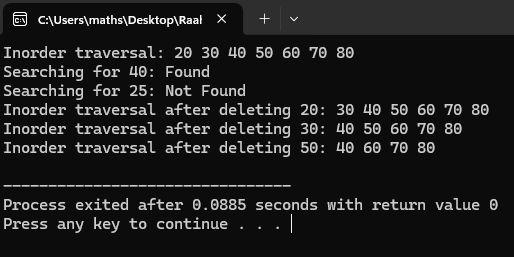 C:\Users\maths\Desktop\Raal
Inorder traversal: 20 30 40 50 60 70 80
Searching for 40: Found
Searching for 25: Not Found
Inorder traversal after deleting 20: 30 40 50 60 70 80
Inorder traversal after deleting 30: 40 50 60 70 80
Inorder traversal after deleting 50: 40 60 70 80
--------------------------------
Process exited after 0.0885 seconds with return value 0
Press any key to continue . . .